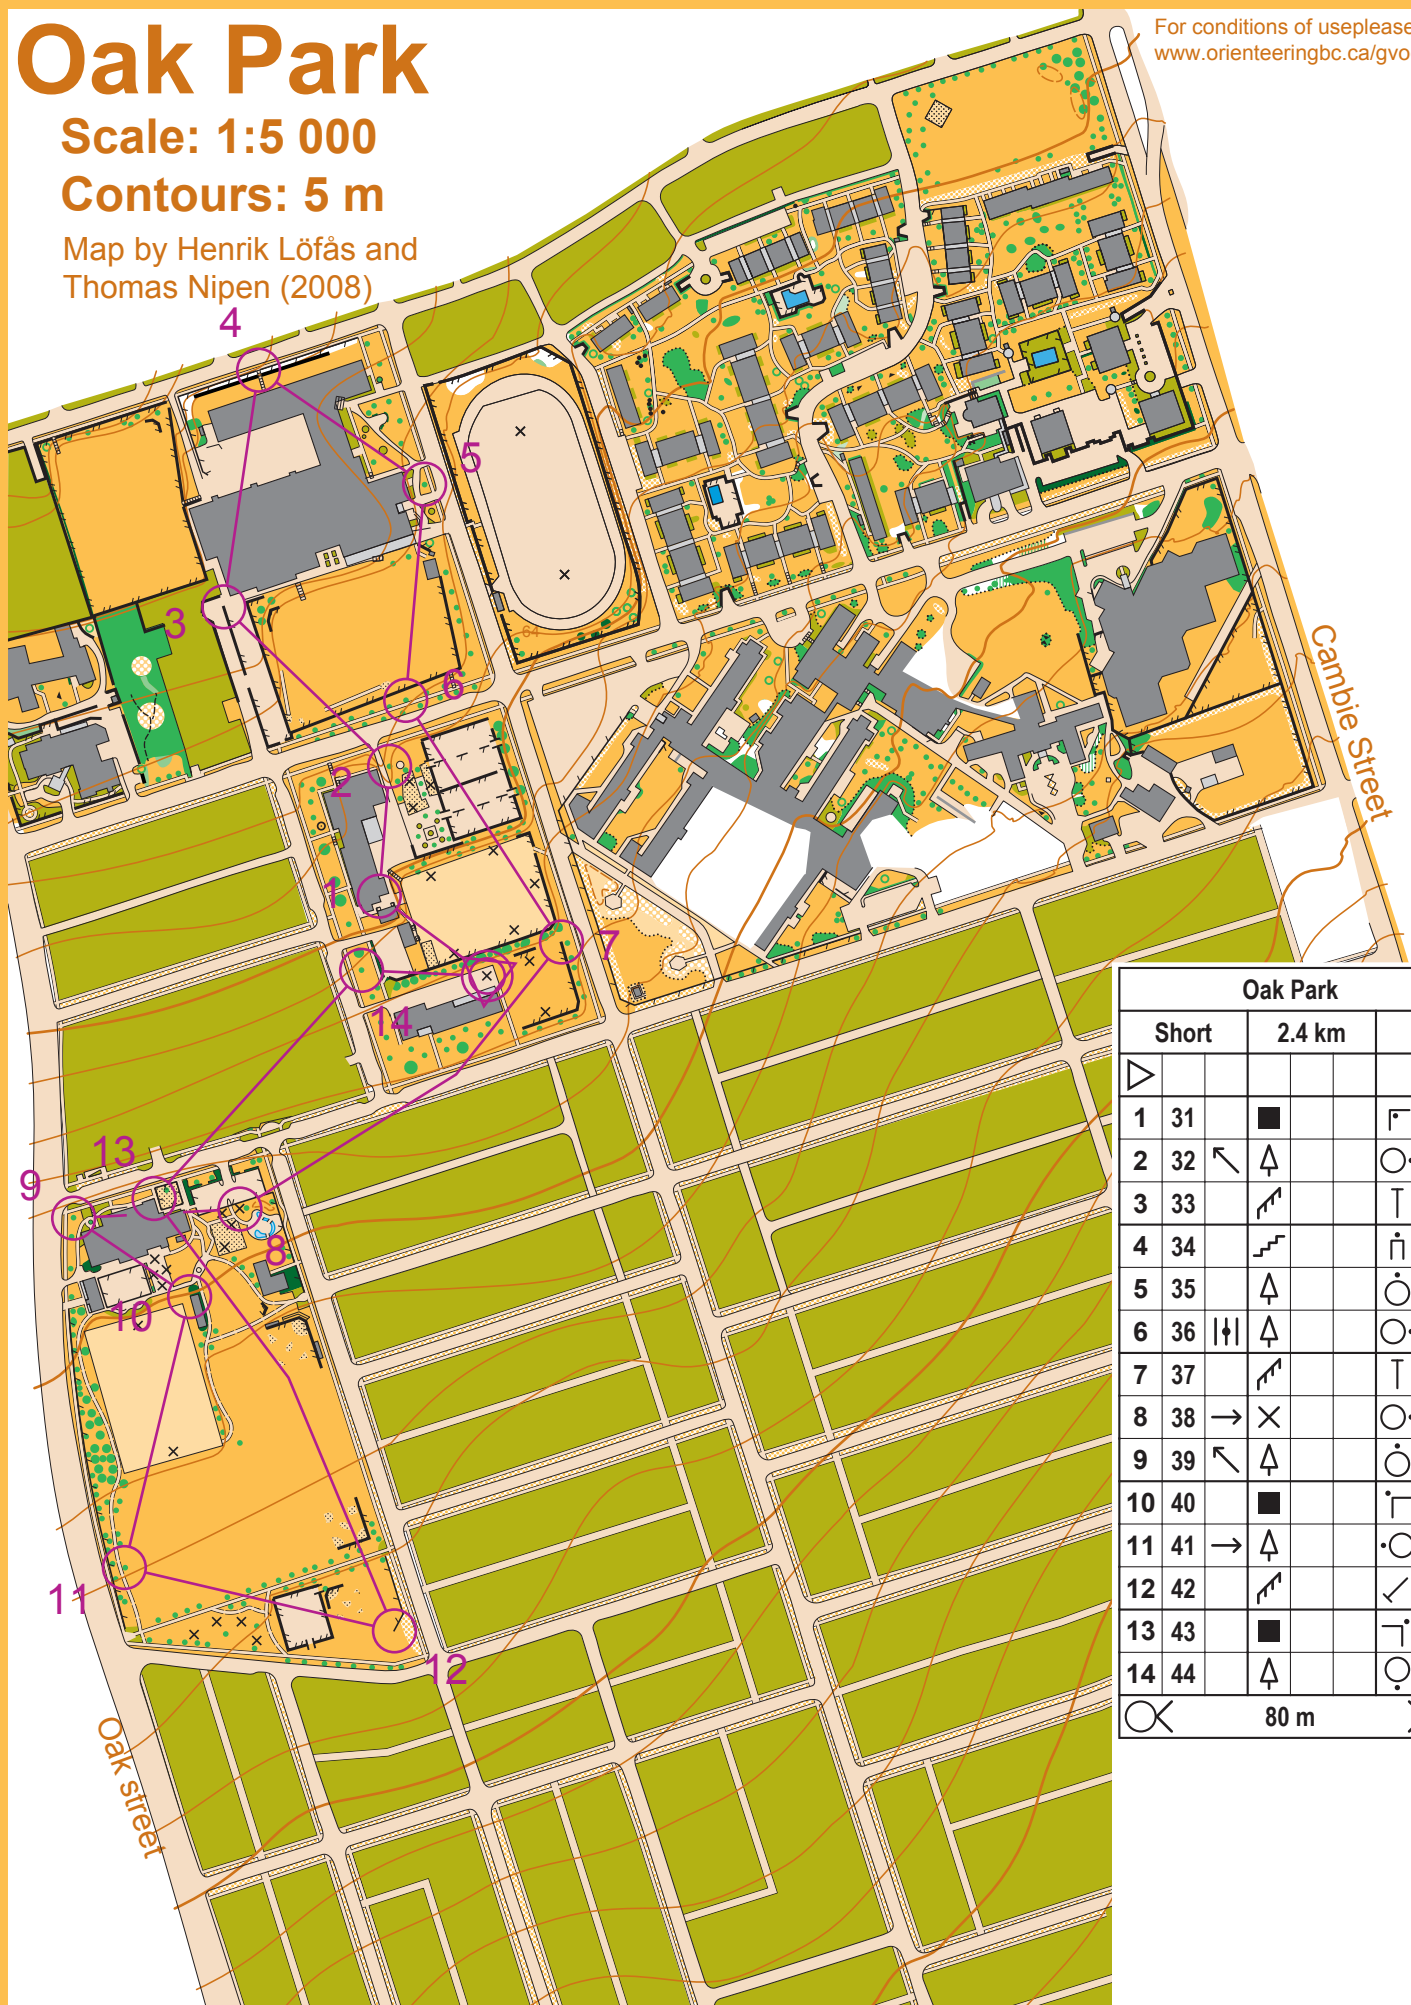 Oak Park
Scale: 1:5 000
Contours: 5 m
Map by Henrik Löfås and
Thomas Nipen (2008)
For conditions of useplease
www.orienteeringbc.ca/gvo
4
5
3
64
6
2
1
7
14
13
9
8
10
11
12
Cambie Street
Oak street
Oak Park
Short 2.4 km
1 31
2 32
3 33
4 34
5 35
6 36
7 37
8 38
9 39
10 40
11 41
12 42
13 43
14 44
80 m